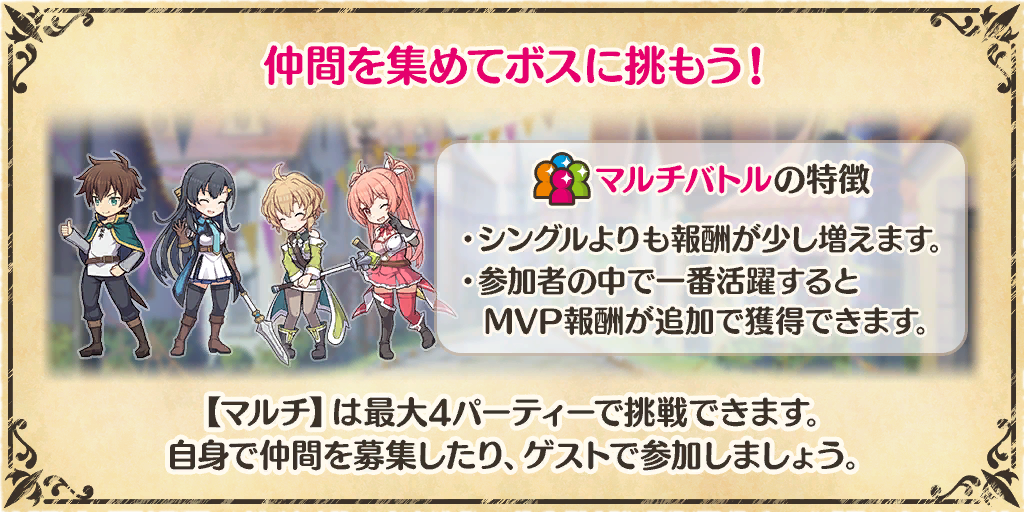 仲間を集めてボスに挑もう！
マルチバトルの特徴
・シングルよりも報酬が少し増えます。
・参加者の中で一番活躍すると
MVP報酬が追加で獲得できます。
【マルチ】は最大4パーティーで挑戦できます。
自身で仲間を募集したり、ゲストで参加しましょう。